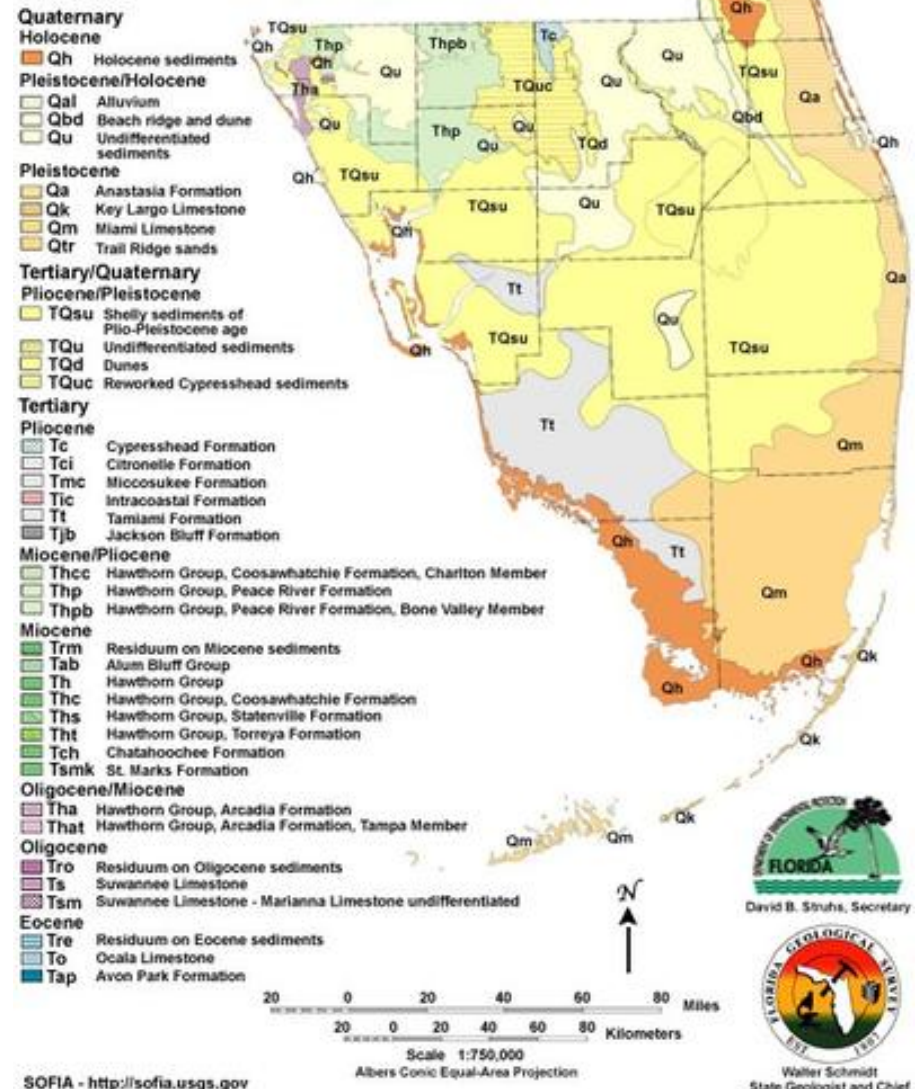 Quaternary
Holocene
Qh Holocene sediments
Pleistocene/Holocene
Qal Alluvium
Qbd Beach ridge and dune
Qu Undifferentiated
sediments
Pleistocene
Qa Anastasia Formation
Qk Key Largo Limestone
Qm Miami Limestone
Qtr Trail Ridge sands
Tertiary/Quaternary
Pliocene/Pleistocene
TQsu Shelly sediments of
Plio-Pleistocene age
TQu Undifferentiated sediments
TQd Dunes
TQuc Reworked Cypresshead sediments
Tertiary
Pliocene
Tc Cypresshead Formation
Tci Citronelle Formation
Tmc Miccosukee Formation
Tic Intracoastal Formation
Tt Tamiami Formation
Tjb Jackson Bluff Formation
Miocene/Pliocene
Thcc Hawthorn Group, Coosawhatchie Formation, Charlton Member
Thp Hawthorn Group, Peace River Formation
Thpb Hawthorn Group, Peace River Formation, Bone Valley Member
Miocene
Trm Residuum on Miocene sediments
Tab Alum Bluff Group
Th Hawthorn Group
Thc Hawthorn Group, Coosawhatchie Formation
Ths Hawthorn Group, Statenville Formation
Tht Hawthorn Group, Torreya Formation
Tch Chatahoochee Formation
Tsmk St. Marks Formation
Oligocene/Miocene
Tha Hawthorn Group, Arcadia Formation
That Hawthorn Group, Arcadia Formation, Tampa Member
Oligocene
Tro Residuum on Oligocene sediments
Ts Suwannee Limestone
Tsm Suwannee Limestone - Marianna Limestone undifferentiated
Eocene
Tre Residuum on Eocene sediments
To Ocala Limestone
Tap Avon Park Formation
Qh
TQsu
Qh Thp Thpb Tc
Qh Qu Qu Qu TQsu
Tha TQuc Qa
Qu Thp Qu Qbd
Qu TQd Qh
Qh TQsu
TQsu Qu TQsu
Qh
Tt Qa
Qu
Qh TQsu TQsu
Tt
Qm
Qh Tt
Qm
Qh Qk
Qh
Qk
Qk
Qm Qm
N
20 0 20 40 60 80 Miles
20 0 20 40 60 80 Kilometers
Scale 1:750,000
Albers Conic Equal-Area Projection
SOFIA - http://sofia.usgs.gov
DEPARTMENT OF ENVIRONMENTAL PROTECTION
FLORIDA
David B. Struhs, Secretary
FLORIDA GEOLOGICAL SURVEY
EST 1907
Walter Schmidt
State Geologist and Chief